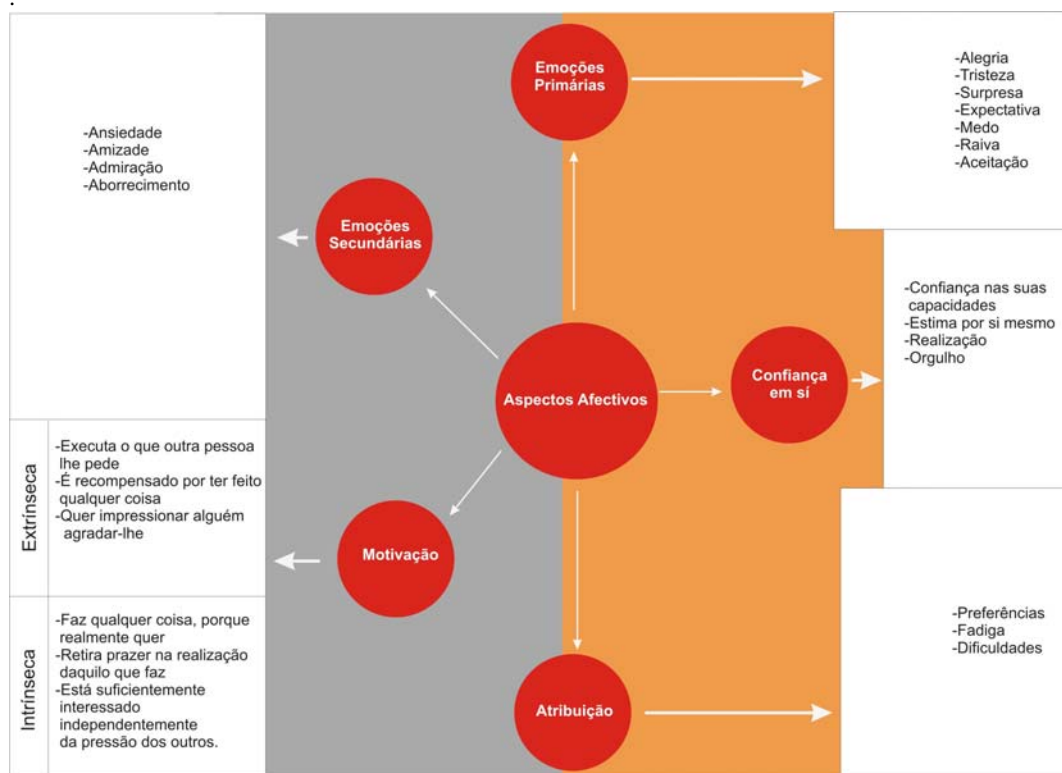 .
Emoções
Primárias
-Alegria
-Tristeza
-Surpresa
-Expectativa
-Medo
-Raiva
-Aceitação
-Ansiedade
-Amizade
-Admiração
-Aborrecimento
Emoções
Secundárias
Aspectos Afectivos
Confiança
em sí
-Confiança nas suas
capacidades
-Estima por si mesmo
-Realização
-Orgulho
Extrínseca
-Executa o que outra pessoa
lhe pede
-É recompensado por ter feito
qualquer coisa
-Quer impressionar alguém
agradar-lhe
Motivação
Intrínseca
-Faz qualquer coisa, porque
realmente quer
-Retira prazer na realização
daquilo que faz
-Está suficientemente
interessado
independentemente
da pressão dos outros.
Atribuição
-Preferências
-Fadiga
-Dificuldades